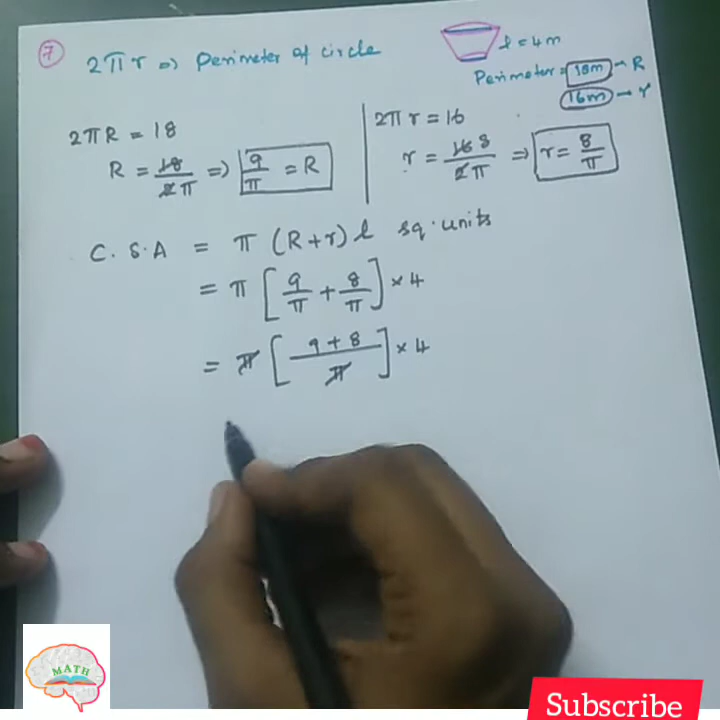 7 2πr ⇒ Perimeter of circle
l = 4m
Perimeter = 18m → R
16m → r
2πR = 18
R = 18/2π ⇒ 9/π = R
2πr = 16
r = 16 8/2π ⇒ r = 8/π
C.S.A = π (R+r) l sq.units
= π [9/π + 8/π] × 4
= π [9+8/π] × 4
MATH
Subscribe